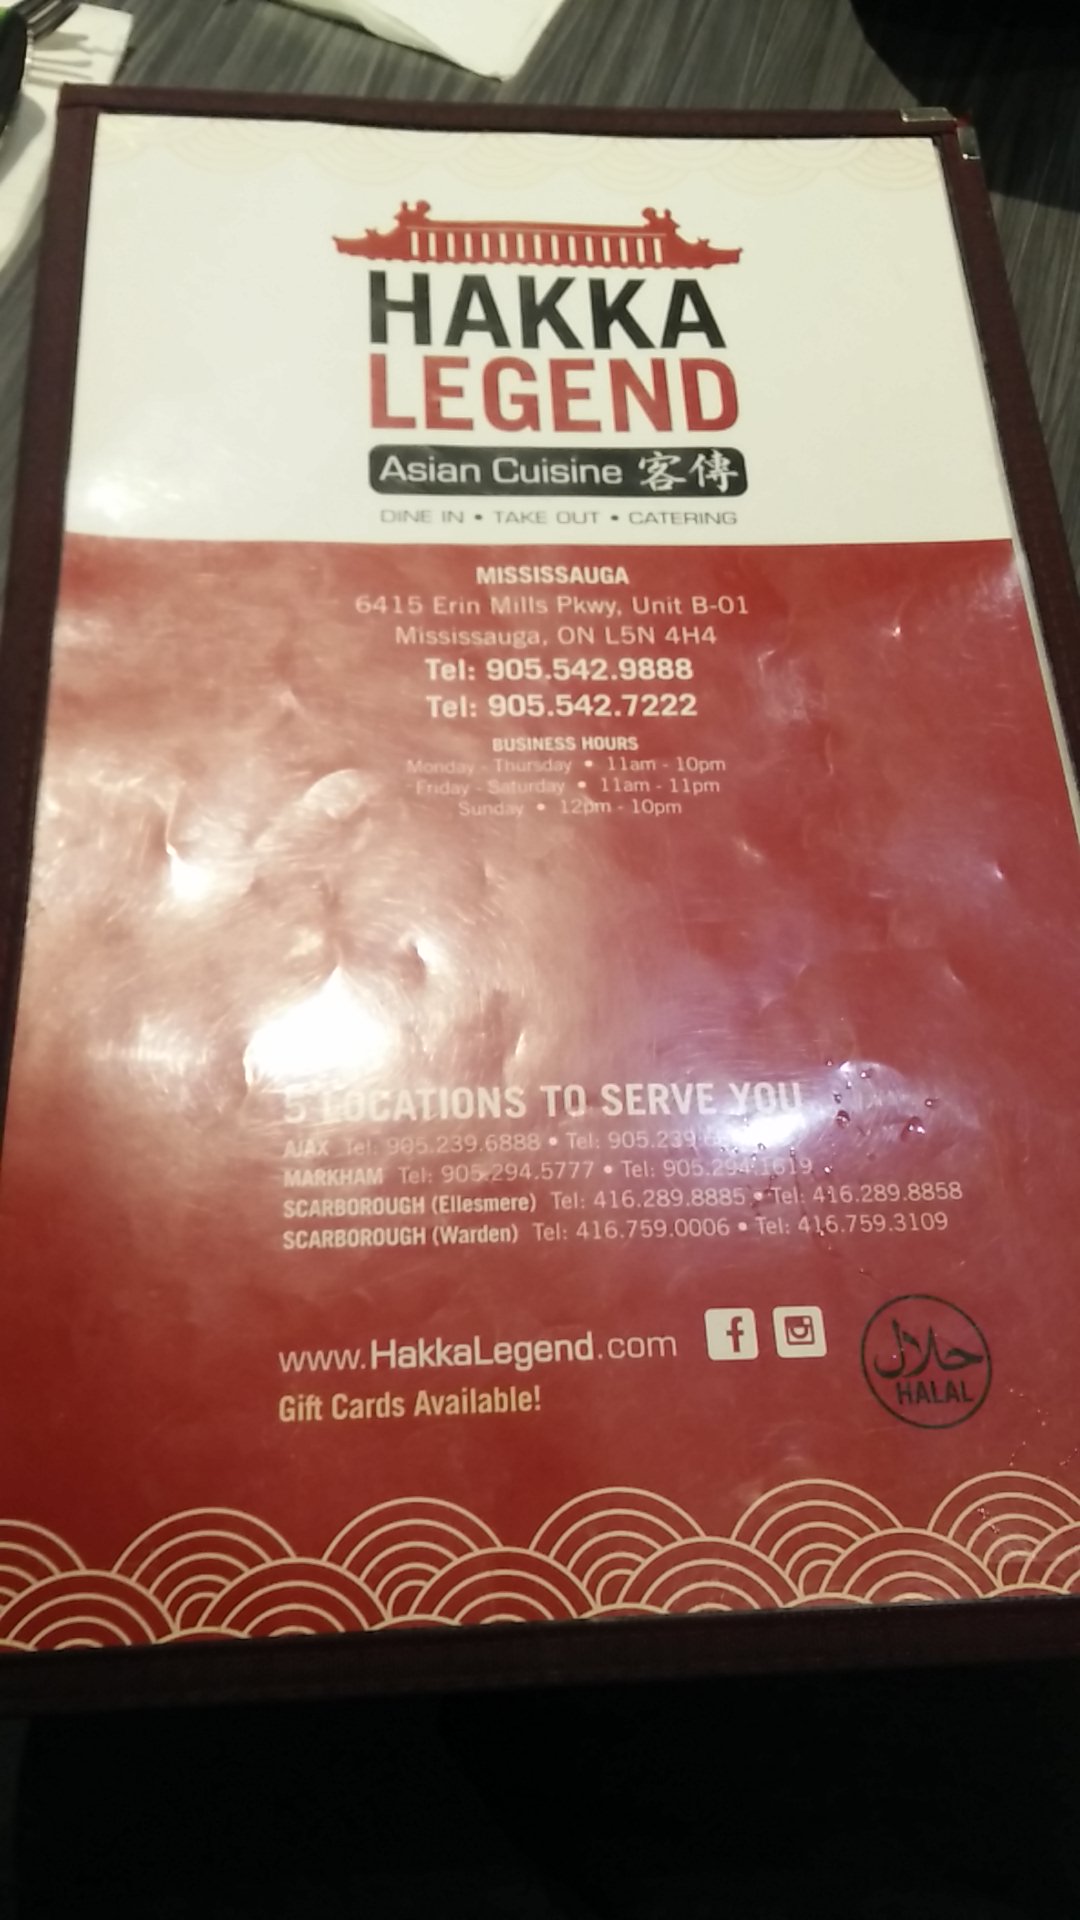 HAKKA
LEGEND
Asian Cuisine 客傳
DINE IN • TAKE OUT • CATERING
MISSISSAUGA
6415 Erin Mills Pkwy, Unit B-01
Mississauga, ON L5N 4H4
Tel: 905.542.9888
Tel: 905.542.7222
BUSINESS HOURS
Monday - Thursday • 11am - 10pm
Friday - Saturday • 11am - 11pm
Sunday • 12pm - 10pm
5 LOCATIONS TO SERVE YOU
AJAX Tel: 905.239.6888 • Tel:
MARKHAM Tel: 905.294.5777 • Tel: 905.294.1619
SCARBOROUGH (Ellesmere) Tel: 416.289.8885 • Tel: 416.289.8858
SCARBOROUGH (Warden) Tel: 416.759.0006 • Tel: 416.759.3109
www.HakkaLegend.com f
Gift Cards Available!
حلال
HALAL